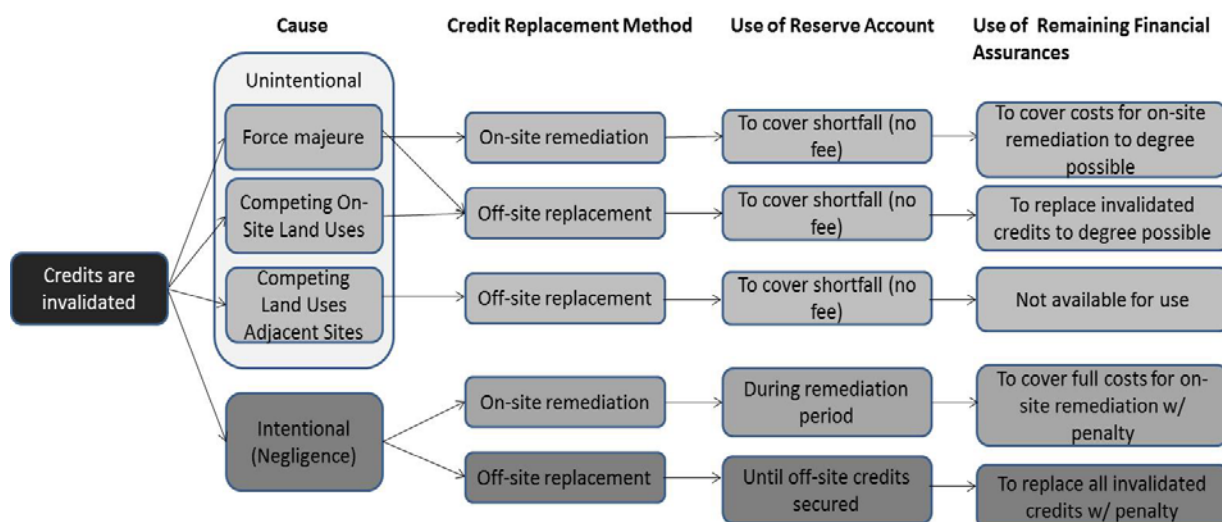 Cause
Credit Replacement Method
Use of Reserve Account
Use of  Remaining Financial
Assurances
Unintentional
Force majeure
On-site remediation
To cover shortfall (no
fee)
To cover costs for on-site
remediation to degree
possible
Competing On-
Site Land Uses
Off-site replacement
To cover shortfall (no
fee)
To replace invalidated
credits to degree possible
Credits are
invalidated
Competing
Land Uses
Adjacent Sites
Off-site replacement
To cover shortfall (no
fee)
Not available for use
Intentional
(Negligence)
On-site remediation
During remediation
period
To cover full costs for on-
site remediation w/
penalty
Off-site replacement
Until off-site credits
secured
To replace all invalidated
credits w/ penalty